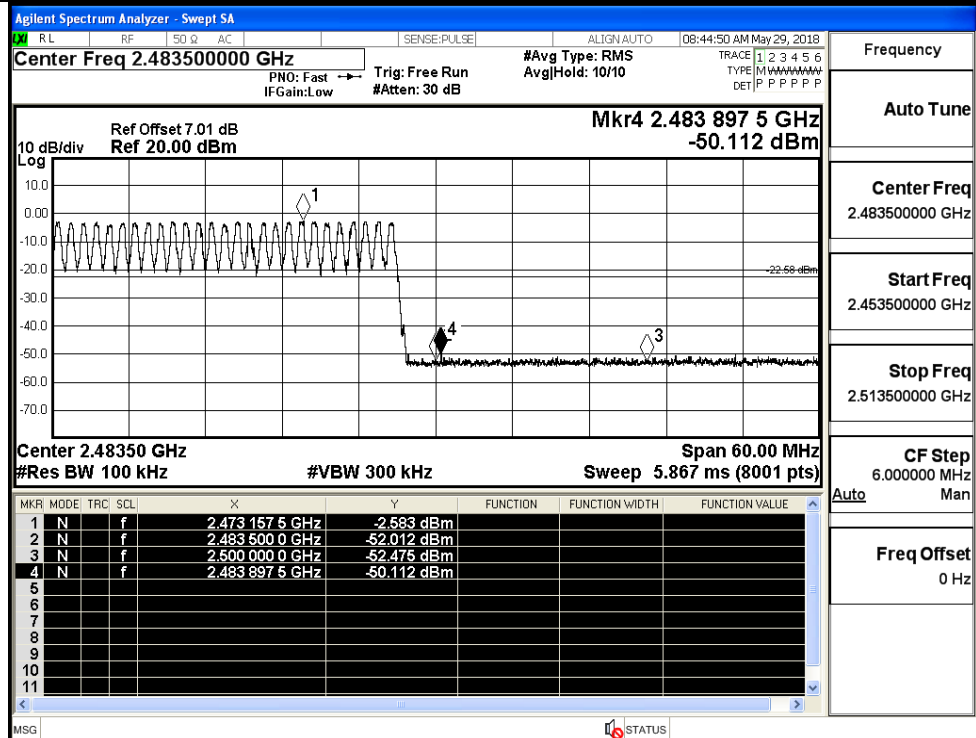 Agilent Spectrum Analyzer - Swept SA
LXI RL RF 50 Ω AC SENSE:PULSE ALIGN AUTO 08:44:50 AM May 29, 2018
Center Freq 2.483500000 GHz
PNO: Fast
IFGain:Low
Trig: Free Run
#Atten: 30 dB
#Avg Type: RMS
Avg|Hold: 10/10
TRACE 1 2 3 4 5 6
TYPE M WWWWW
DET P P P P P P
Ref Offset 7.01 dB
Ref 20.00 dBm
Mkr4 2.483 897 5 GHz
-50.112 dBm
10 dB/div
Log
10.0
0.00
-10.0
-20.0
-30.0
-40.0
-50.0
-60.0
-70.0
1
4
3
-22.58 dBm
Center 2.48350 GHz
Span 60.00 MHz
#Res BW 100 kHz
#VBW 300 kHz
Sweep 5.867 ms (8001 pts)
MKR MODE TRC SCL X Y FUNCTION FUNCTION WIDTH FUNCTION VALUE
1 N f 2.473 157 5 GHz -2.583 dBm
2 N f 2.483 500 0 GHz -52.012 dBm
3 N f 2.500 000 0 GHz -52.475 dBm
4 N f 2.483 897 5 GHz -50.112 dBm
5
6
7
8
9
10
11
MSG
STATUS
Frequency
Auto Tune
Center Freq
2.483500000 GHz
Start Freq
2.453500000 GHz
Stop Freq
2.513500000 GHz
CF Step
6.000000 MHz
Auto Man
Freq Offset
0 Hz